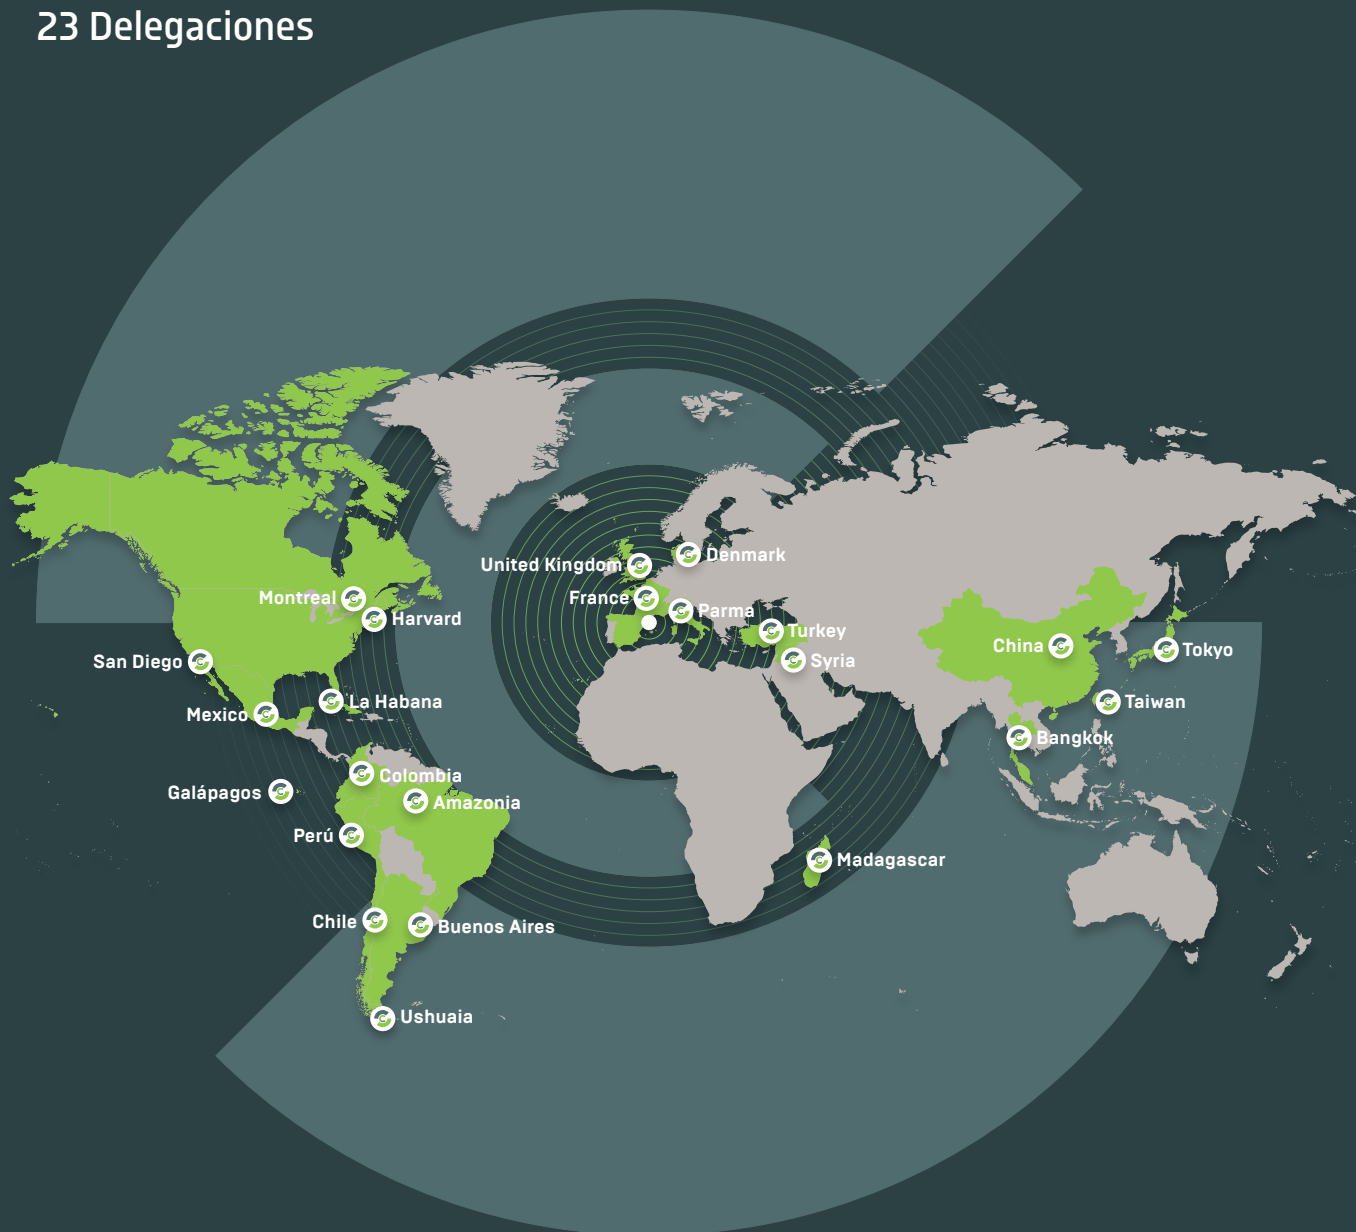 23 Delegaciones
Denmark
United Kingdom
France
Montreal
Parma
Harvard
Turkey
China
Tokyo
San Diego
Syria
La Habana
Taiwan
Mexico
Bangkok
Colombia
Galápagos
Amazonia
Perú
Madagascar
Chile
Buenos Aires
Ushuaia